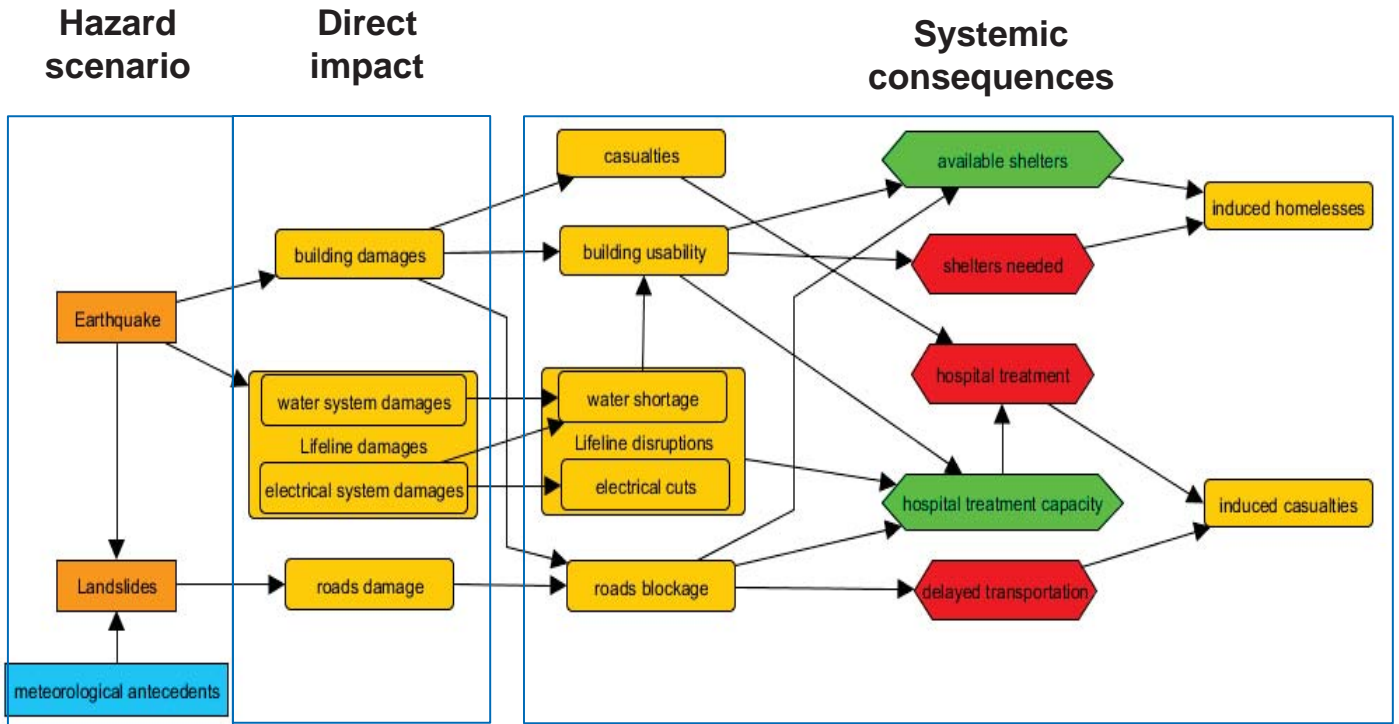 Hazard
scenario
Direct
impact
Systemic
consequences
casualties
available shelters
induced homelesses
building damages
building usability
shelters needed
Earthquake
hospital treatment
water system damages
water shortage
Lifeline damages
Lifeline disruptions
electrical system damages
electrical cuts
hospital treatment capacity
induced casualties
Landslides
roads damage
roads blockage
delayed transportation
meteorological antecedents